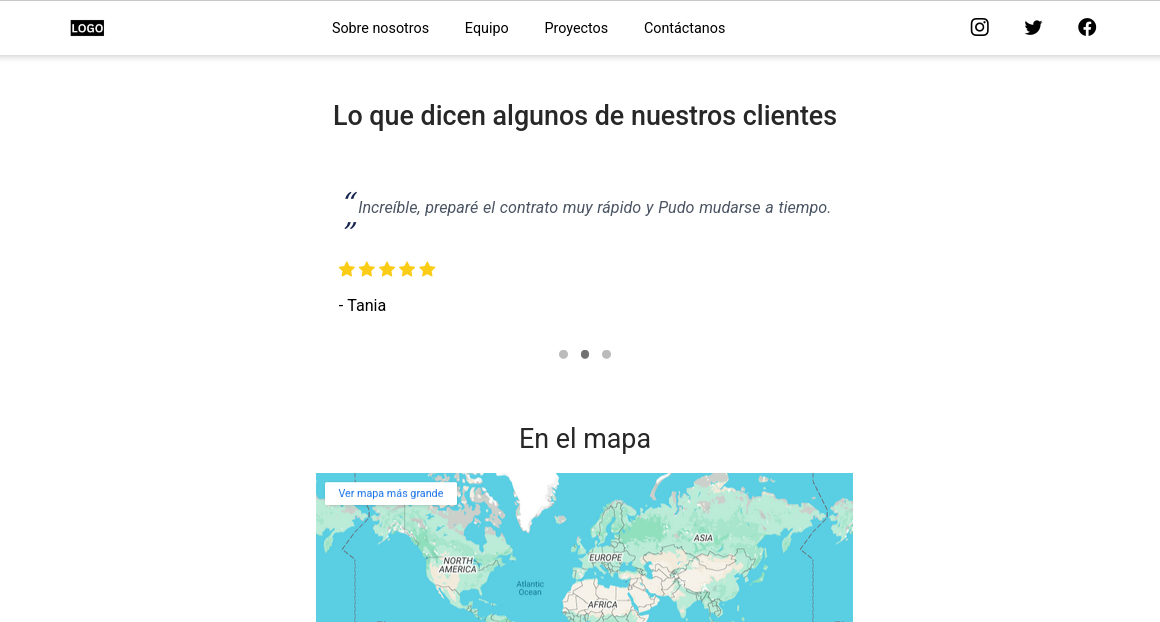 LOGO
Sobre nosotros Equipo Proyectos Contáctanos
Lo que dicen algunos de nuestros clientes
“ Increíble, preparé el contrato muy rápido y Pudo mudarse a tiempo.
”
- Tania
En el mapa
Ver mapa más grande
ASIA
EUROPE
NORTH
AMERICA
Atlantic
Ocean
AFRICA